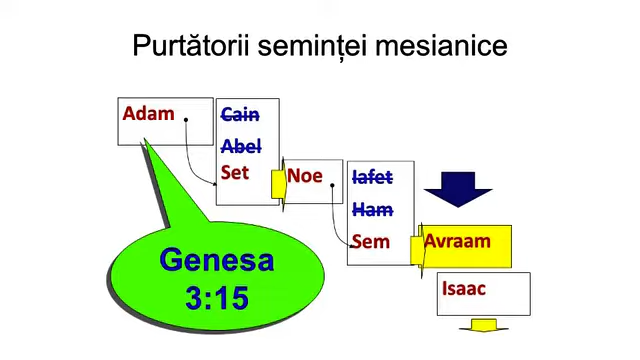 Purtătorii seminței mesianice
Adam
Cain
Abel
Set
Noe
Iafet
Ham
Sem
Avraam
Isaac
Genesa
3:15